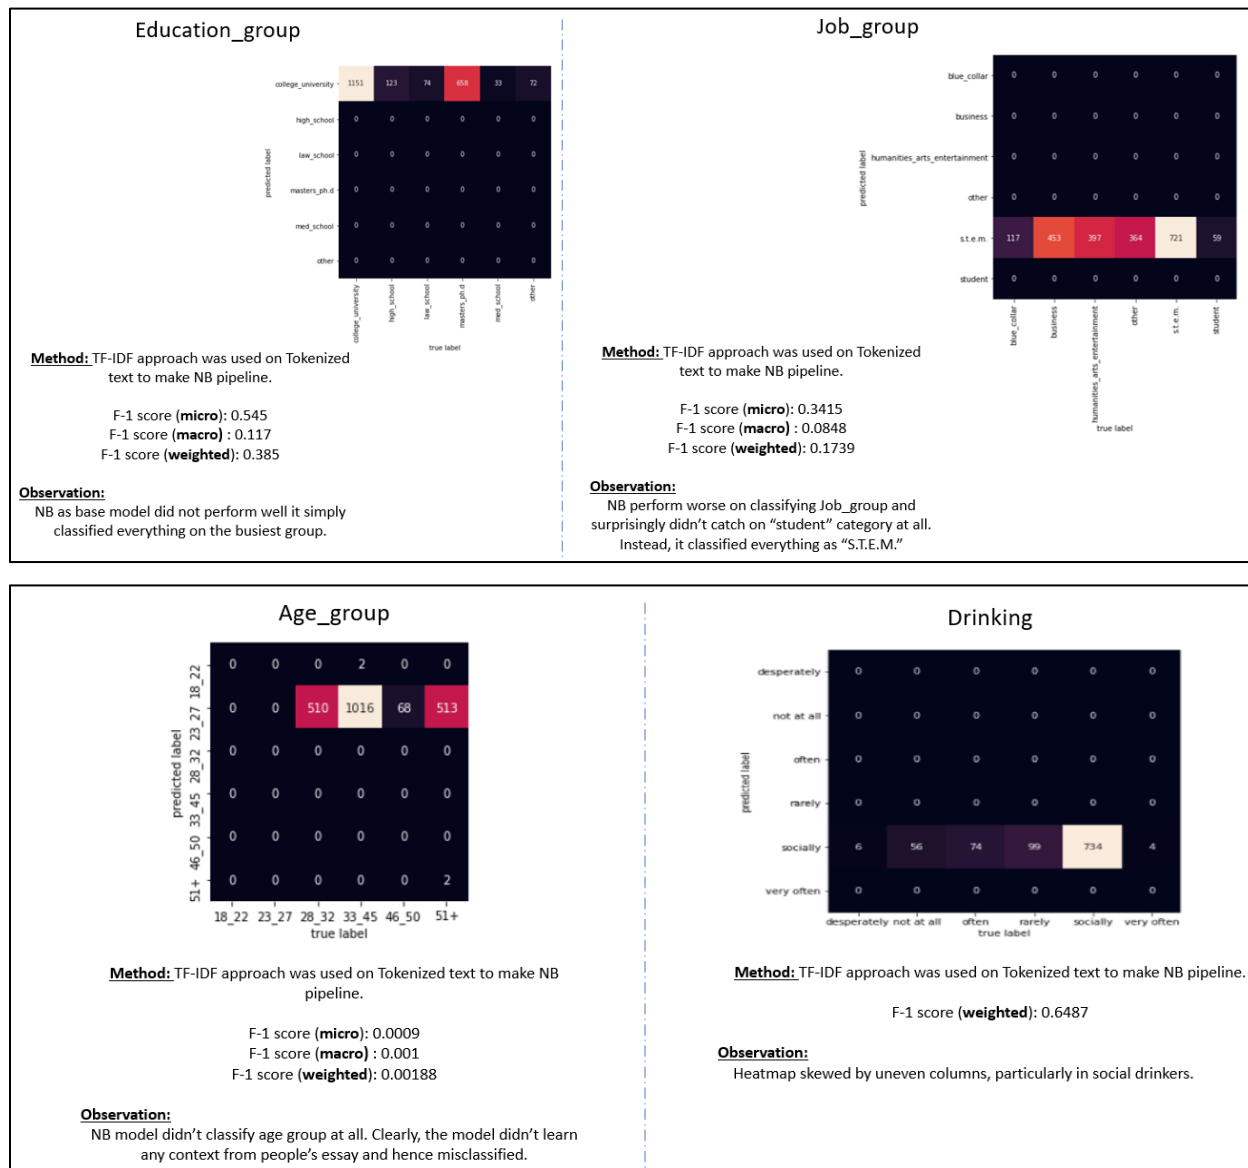 Education_group
college_university 1151 123 74 658 33 72
high_school 0 0 0 0 0 0
law_school 0 0 0 0 0 0
masters_ph.d 0 0 0 0 0 0
med_school 0 0 0 0 0 0
other 0 0 0 0 0 0
predicted label
college_university high_school law_school masters_ph.d med_school other
true label
Method: TF-IDF approach was used on Tokenized
text to make NB pipeline.
F-1 score (micro): 0.545
F-1 score (macro) : 0.117
F-1 score (weighted): 0.385
Observation:
NB as base model did not perform well it simply
classified everything on the busiest group.
Job_group
blue_collar 0 0 0 0 0 0
business 0 0 0 0 0 0
humanities_arts_entertainment 0 0 0 0 0 0
other 0 0 0 0 0 0
s.t.e.m. 117 453 397 364 721 59
student 0 0 0 0 0 0
predicted label
blue_collar business humanities_arts_entertainment other s.t.e.m. student
true label
Method: TF-IDF approach was used on Tokenized
text to make NB pipeline.
F-1 score (micro): 0.3415
F-1 score (macro) : 0.0848
F-1 score (weighted): 0.1739
Observation:
NB perform worse on classifying Job_group and
surprisingly didn't catch on “student” category at all.
Instead, it classified everything as “S.T.E.M.”
Age_group
18_22 0 0 0 2 0 0
23_27 0 0 510 1016 68 513
28_32 0 0 0 0 0 0
33_45 0 0 0 0 0 0
46_50 0 0 0 0 0 0
51+ 0 0 0 0 0 2
predicted label
18_22 23_27 28_32 33_45 46_50 51+
true label
Method: TF-IDF approach was used on Tokenized text to make NB
pipeline.
F-1 score (micro): 0.0009
F-1 score (macro) : 0.001
F-1 score (weighted): 0.00188
Observation:
NB model didn't classify age group at all. Clearly, the model didn't learn
any context from people's essay and hence misclassified.
Drinking
desperately 0 0 0 0 0 0
not at all 0 0 0 0 0 0
often 0 0 0 0 0 0
rarely 0 0 0 0 0 0
socially 6 56 74 99 734 4
very often 0 0 0 0 0 0
predicted label
desperately not at all often rarely socially very often
true label
Method: TF-IDF approach was used on Tokenized text to make NB pipeline.
F-1 score (weighted): 0.6487
Observation:
Heatmap skewed by uneven columns, particularly in social drinkers.